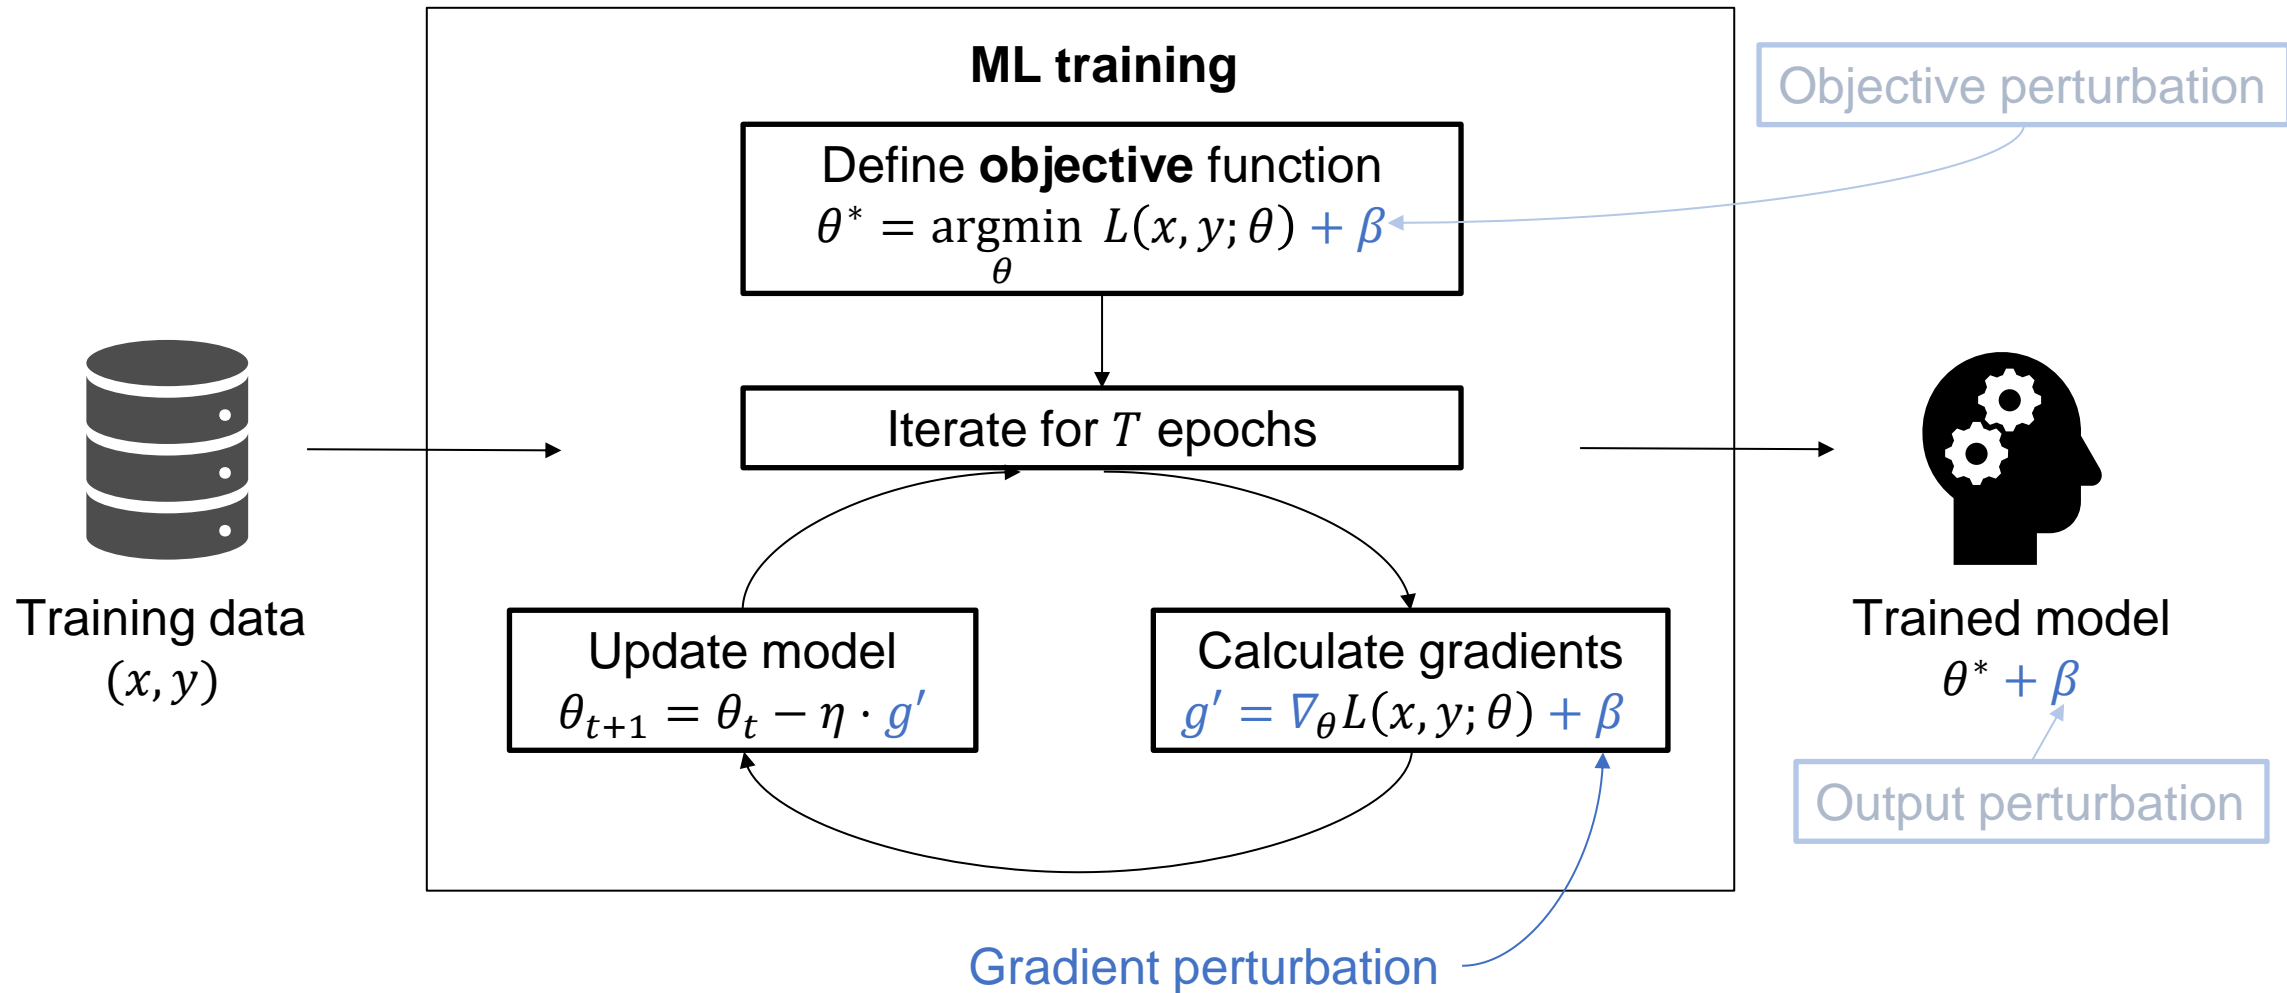 ML training
Objective perturbation
Define objective function
θ* = argmin L(x, y; θ) + β
θ
Iterate for T epochs
Training data
(x, y)
Update model
θ_{t+1} = θ_t − η · g′
Calculate gradients
g′ = ∇_θ L(x, y; θ) + β
Trained model
θ* + β
Output perturbation
Gradient perturbation